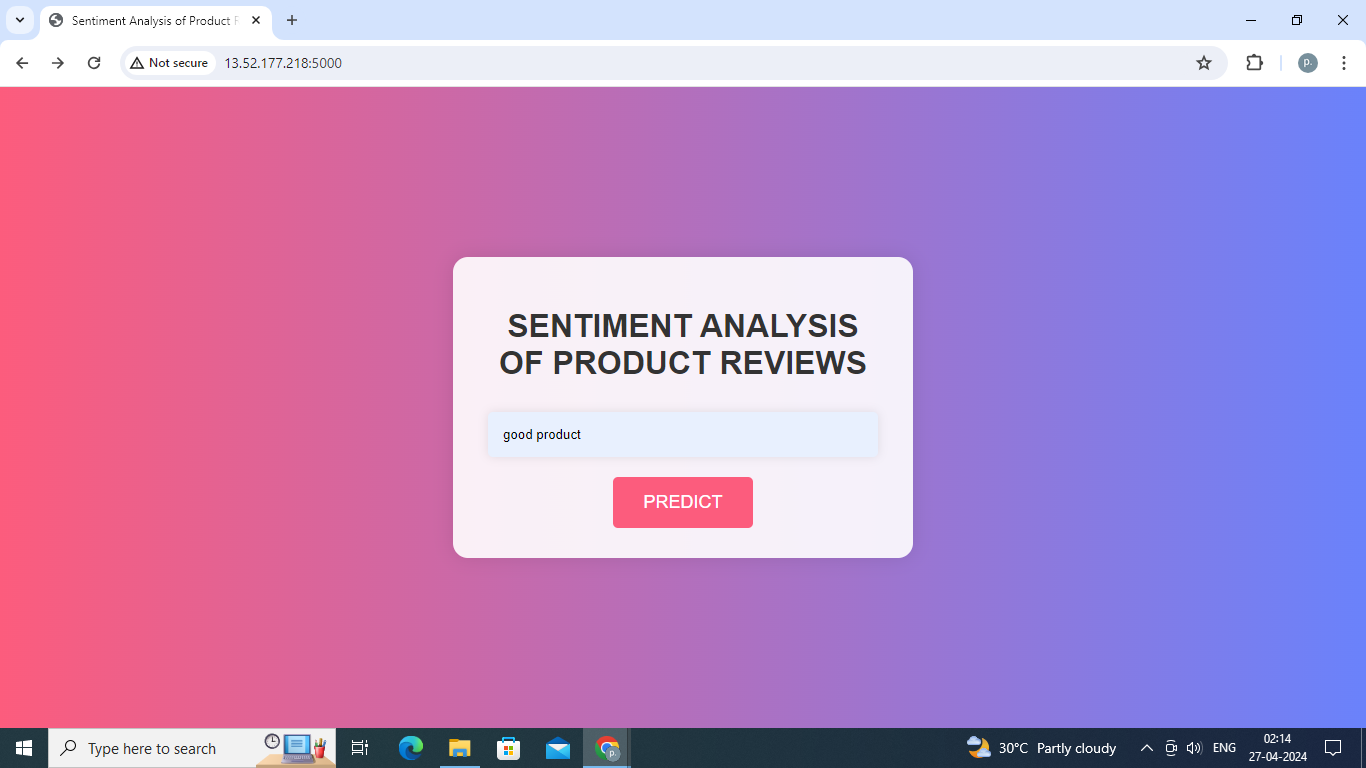 Sentiment Analysis of Product
Not secure
13.52.177.218:5000
p.
SENTIMENT ANALYSIS
OF PRODUCT REVIEWS
good product
PREDICT
Type here to search
p.
30°C Partly cloudy
ENG
02:14
27-04-2024